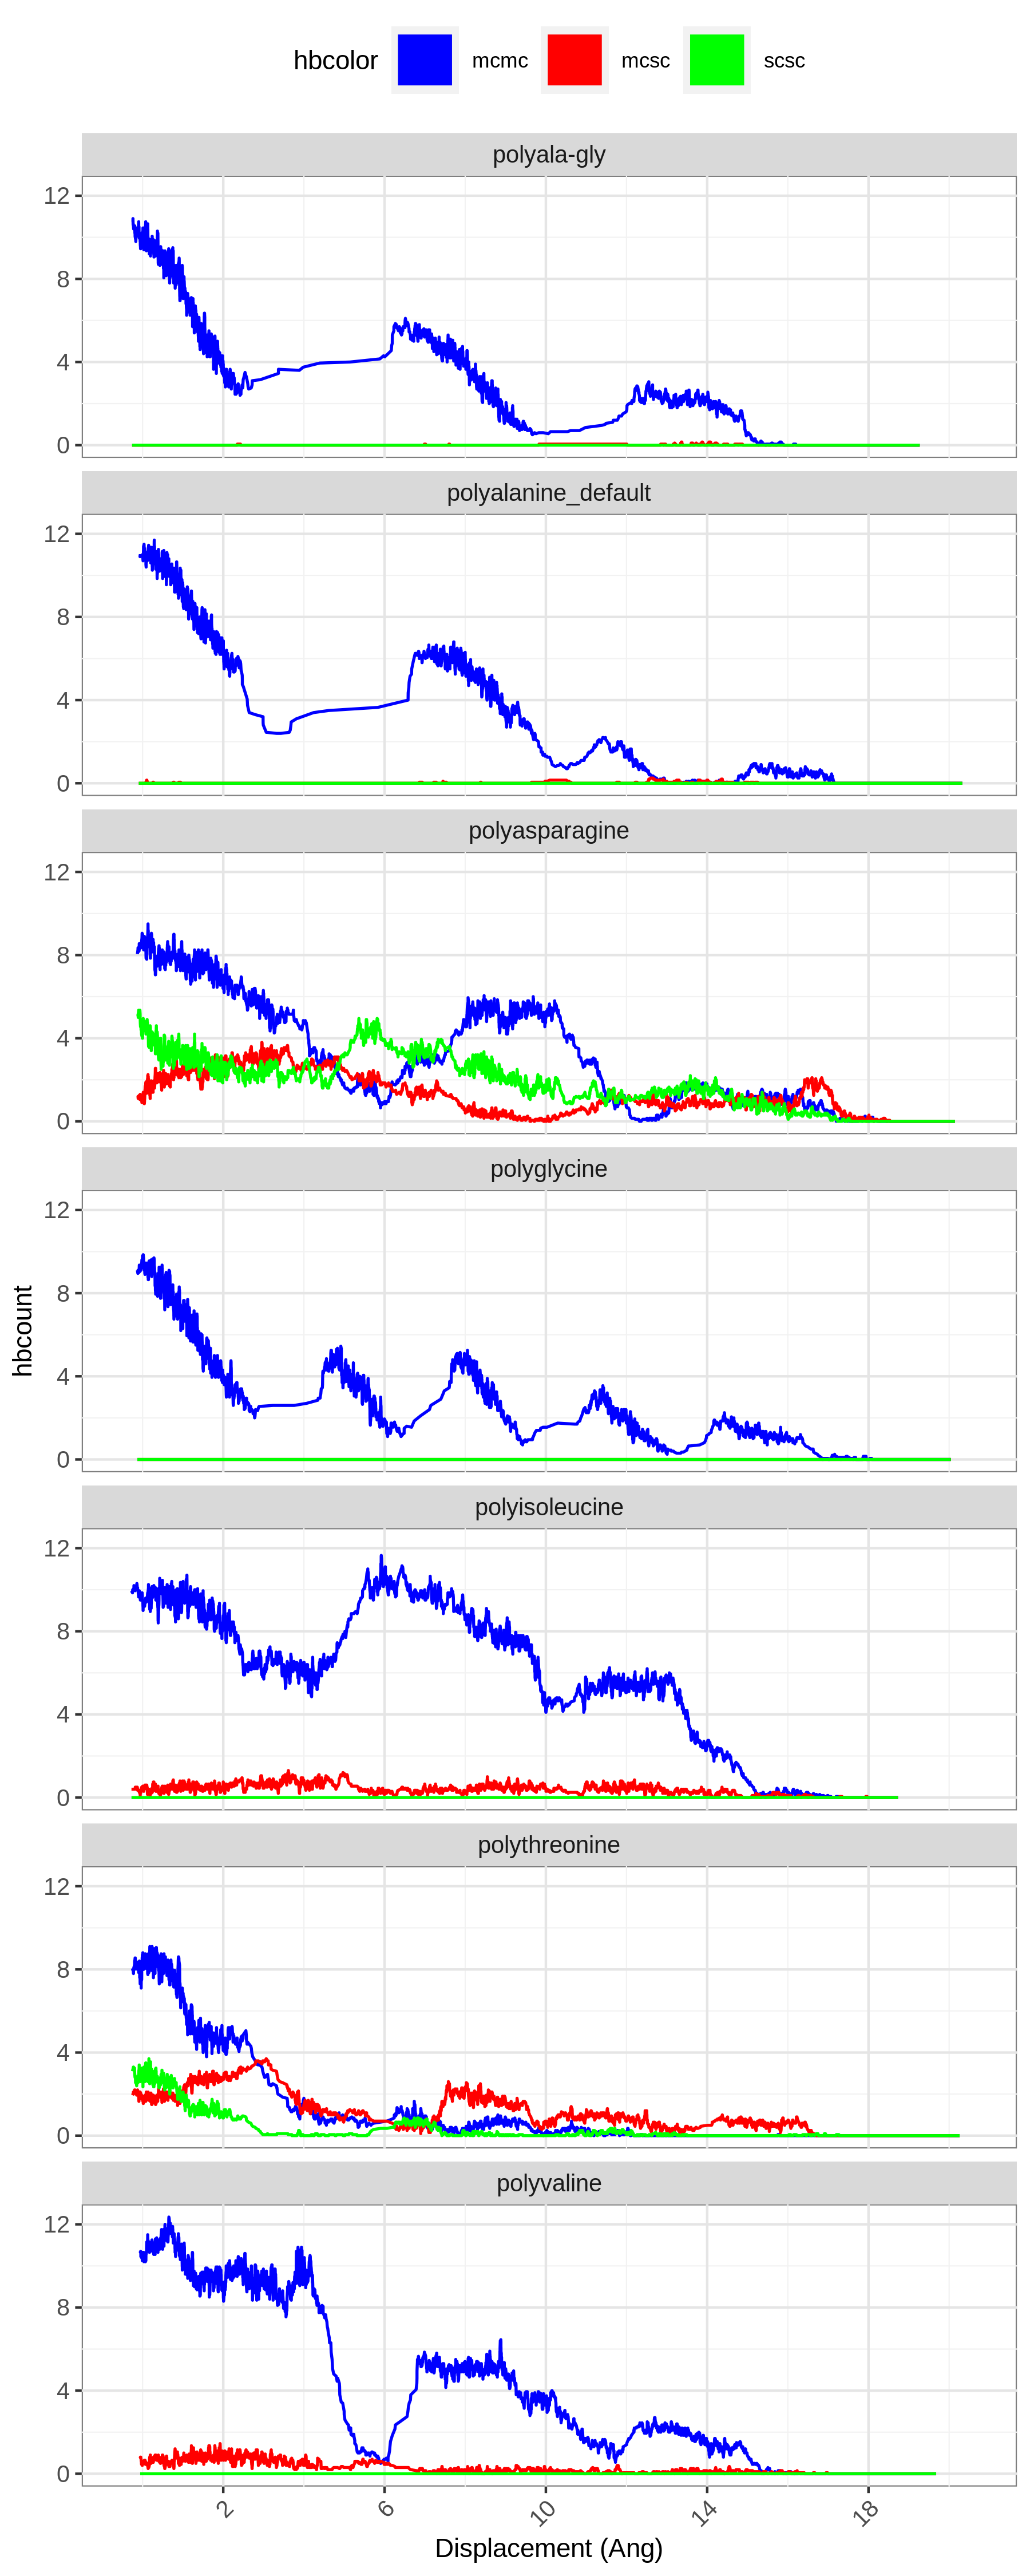 hbcolor mcmc mcsc scsc
polyala-gly
12
8
4
0
polyalanine_default
12
8
4
0
polyasparagine
12
8
4
0
polyglycine
12
8
4
0
polyisoleucine
12
8
4
0
polythreonine
12
8
4
0
polyvaline
12
8
4
0
hbcount
2 6 10 14 18
Displacement (Ang)